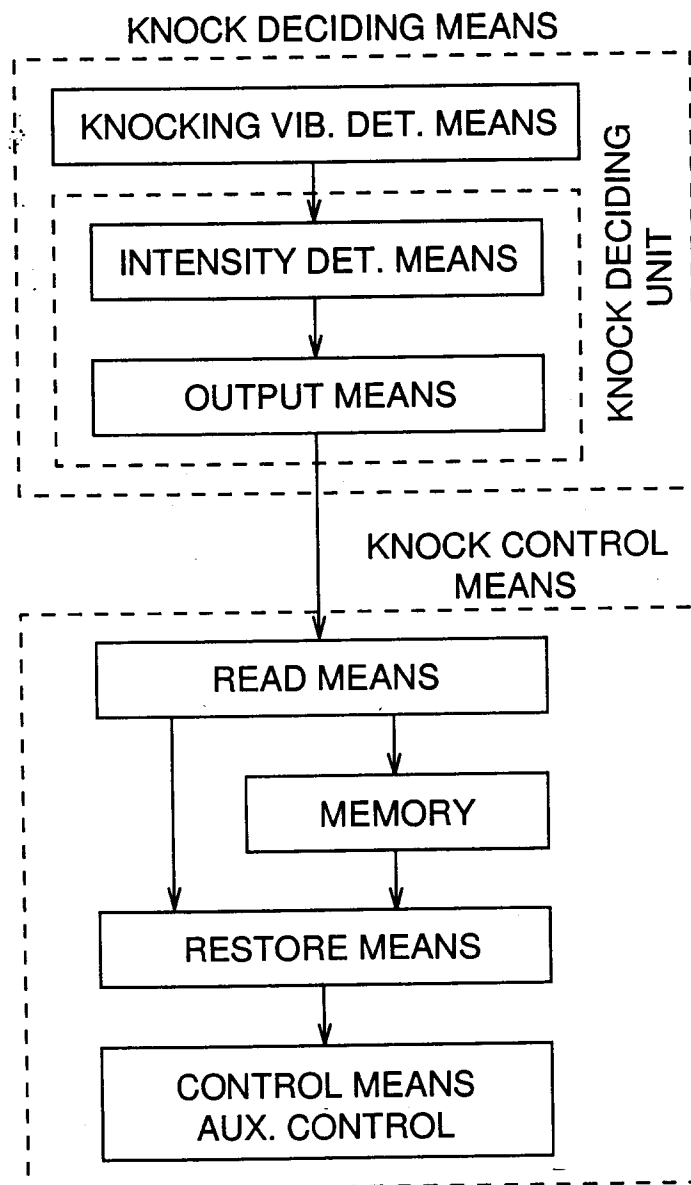 KNOCK DECIDING MEANS
KNOCKING VIB. DET. MEANS
INTENSITY DET. MEANS
OUTPUT MEANS
KNOCK DECIDING
UNIT
KNOCK CONTROL
MEANS
READ MEANS
MEMORY
RESTORE MEANS
CONTROL MEANS
AUX. CONTROL